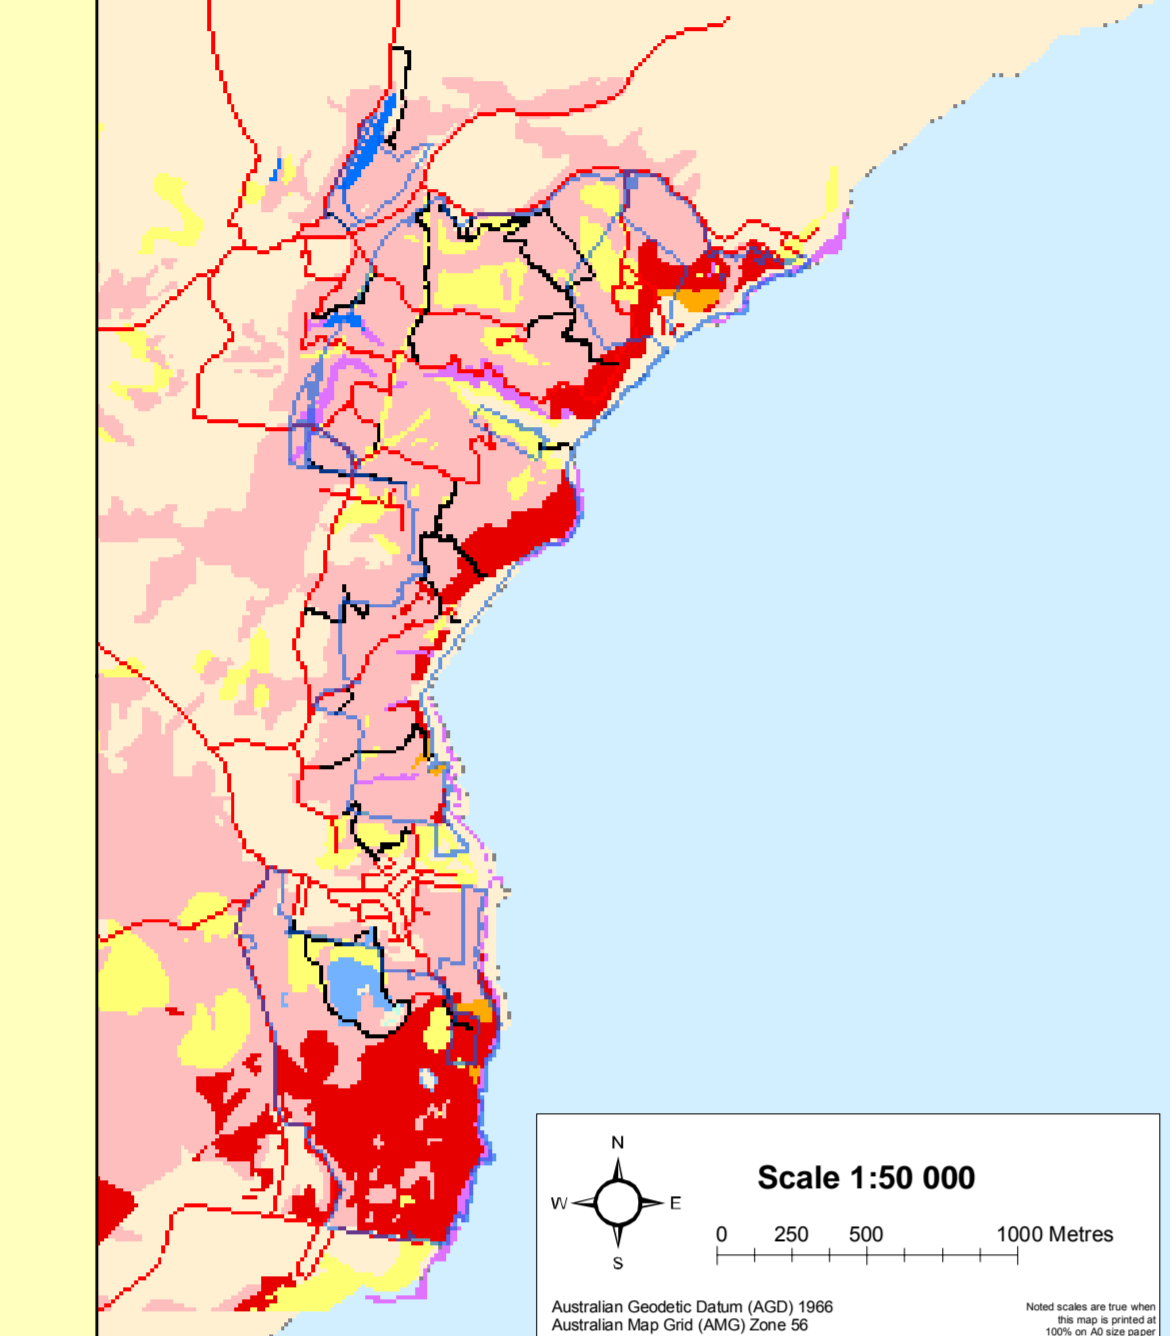 N
Scale 1:50 000
W E
S
0 250 500 1000 Metres
Australian Geodetic Datum (AGD) 1966
Australian Map Grid (AMG) Zone 56
Noted scales are true when
this map is printed at
100% on A0 size paper